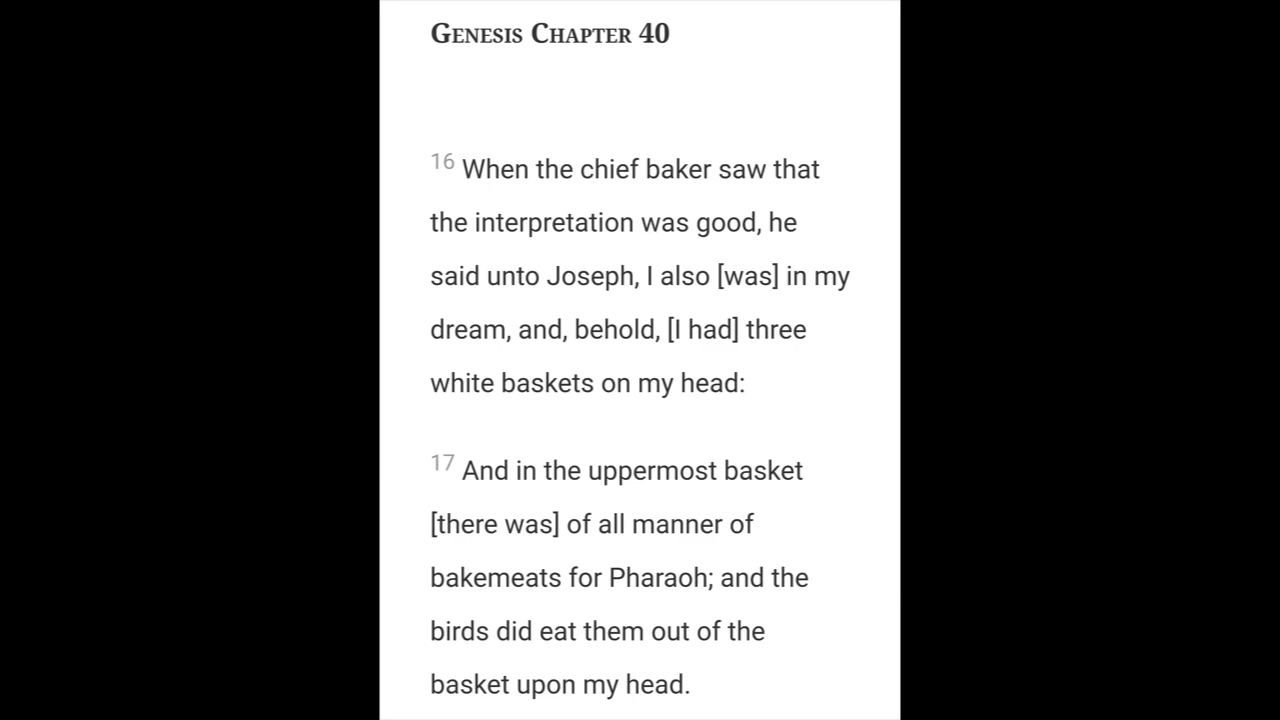 Genesis Chapter 40
16 When the chief baker saw that
the interpretation was good, he
said unto Joseph, I also [was] in my
dream, and, behold, [I had] three
white baskets on my head:
17 And in the uppermost basket
[there was] of all manner of
bakemeats for Pharaoh; and the
birds did eat them out of the
basket upon my head.